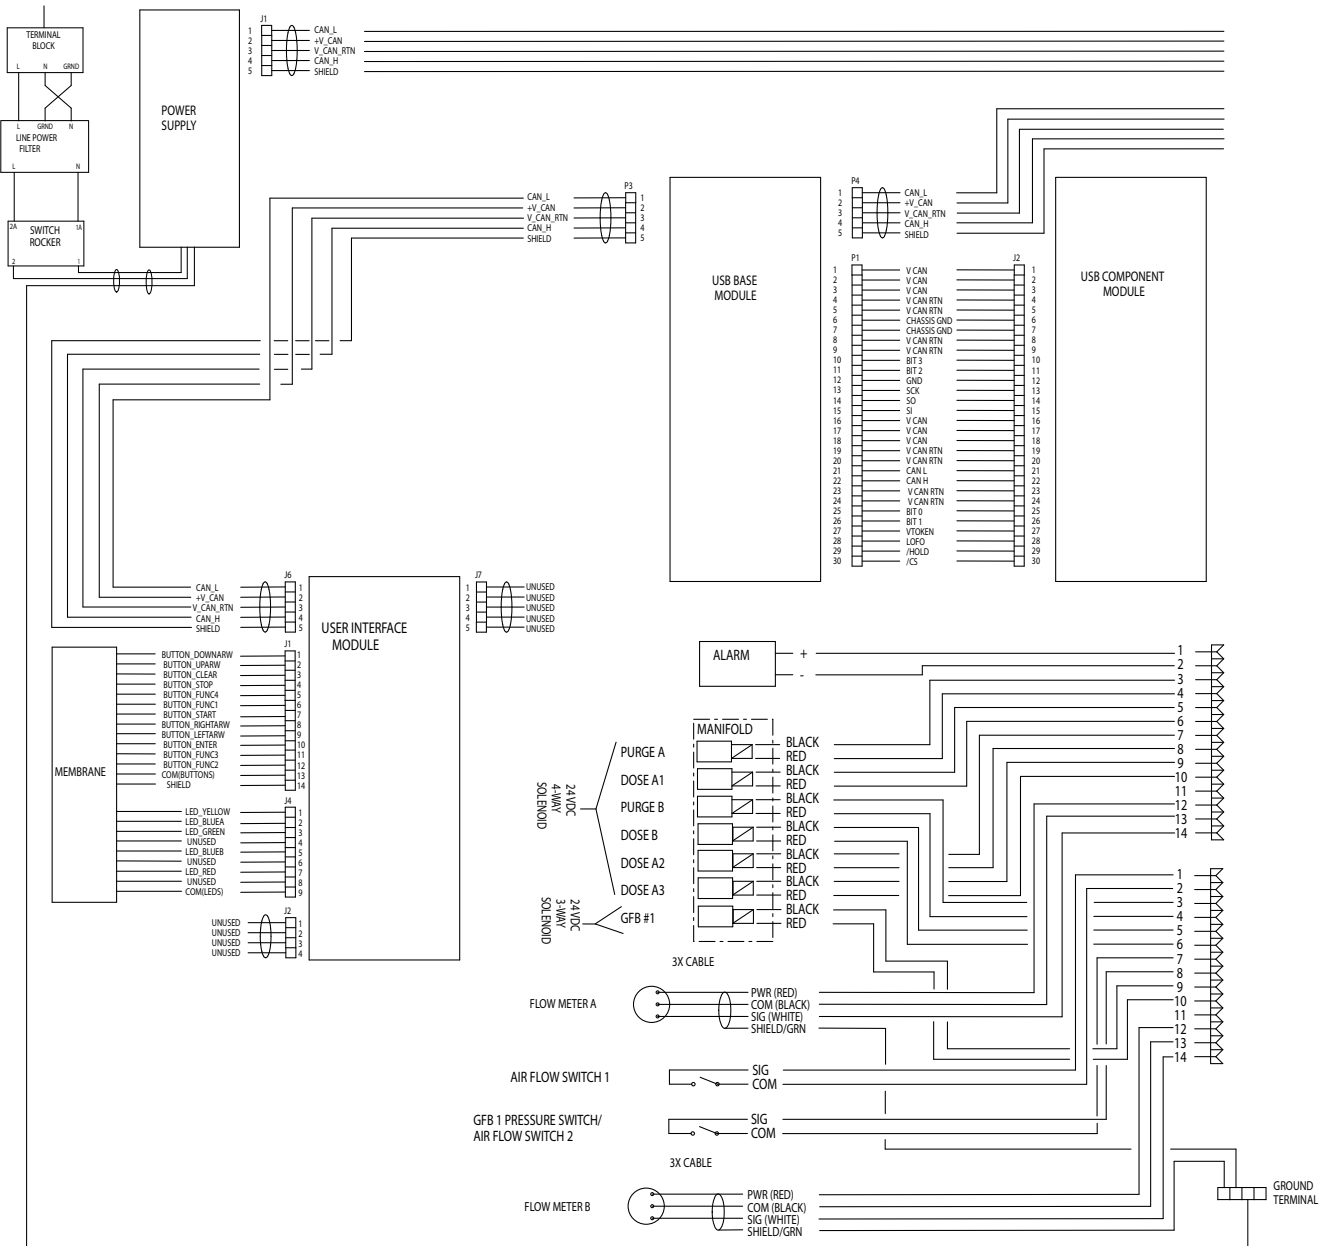 TERMINAL
BLOCK
L N GRND
L GRND N
LINE POWER
FILTER
L N
2A 1A
SWITCH
ROCKER
2 1
POWER
SUPPLY
J1
1 CAN_L
2 +V_CAN
3 V_CAN_RTN
4 CAN_H
5 SHIELD
P3
CAN_L 1
+V_CAN 2
V_CAN_RTN 3
CAN_H 4
SHIELD 5
USB BASE
MODULE
P4
1 CAN_L
2 +V_CAN
3 V_CAN_RTN
4 CAN_H
5 SHIELD
USB COMPONENT
MODULE
P1 J2
1 V CAN 1
2 V CAN 2
3 V CAN 3
4 V CAN RTN 4
5 V CAN RTN 5
6 CHASSIS GND 6
7 CHASSIS GND 7
8 V CAN RTN 8
9 V CAN RTN 9
10 BIT 3 10
11 BIT 2 11
12 GND 12
13 SCK 13
14 SO 14
15 SI 15
16 V CAN 16
17 V CAN 17
18 V CAN 18
19 V CAN RTN 19
20 V CAN RTN 20
21 CAN L 21
22 CAN H 22
23 V CAN RTN 23
24 V CAN RTN 24
25 BIT 0 25
26 BIT 1 26
27 VTOKEN 27
28 LOFO 28
29 /HOLD 29
30 /CS 30
J6
CAN_L 1
+V_CAN 2
V_CAN_RTN 3
CAN_H 4
SHIELD 5
USER INTERFACE
MODULE
J7
1 UNUSED
2 UNUSED
3 UNUSED
4 UNUSED
5 UNUSED
MEMBRANE
J1
BUTTON_DOWNARW 1
BUTTON_UPARW 2
BUTTON_CLEAR 3
BUTTON_STOP 4
BUTTON_FUNC4 5
BUTTON_FUNC1 6
BUTTON_START 7
BUTTON_RIGHTARW 8
BUTTON_LEFTARW 9
BUTTON_ENTER 10
BUTTON_FUNC3 11
BUTTON_FUNC2 12
COM(BUTTONS) 13
SHIELD 14
J4
LED_YELLOW 1
LED_BLUEA 2
LED_GREEN 3
UNUSED 4
LED_BLUEB 5
UNUSED 6
LED_RED 7
UNUSED 8
COM(LEDS) 9
J2
UNUSED 1
UNUSED 2
UNUSED 3
UNUSED 4
ALARM + -
MANIFOLD
24 VDC
4-WAY
SOLENOID
PURGE A BLACK
RED
DOSE A1 BLACK
RED
PURGE B BLACK
RED
DOSE B BLACK
RED
DOSE A2 BLACK
RED
DOSE A3 BLACK
RED
24 VDC
3-WAY
SOLENOID
GFB #1 BLACK
RED
1
2
3
4
5
6
7
8
9
10
11
12
13
14
1
2
3
4
5
6
7
8
9
10
11
12
13
14
3X CABLE
FLOW METER A
PWR (RED)
COM (BLACK)
SIG (WHITE)
SHIELD/GRN
AIR FLOW SWITCH 1
SIG
COM
GFB 1 PRESSURE SWITCH/
AIR FLOW SWITCH 2
SIG
COM
3X CABLE
FLOW METER B
PWR (RED)
COM (BLACK)
SIG (WHITE)
SHIELD/GRN
GROUND
TERMINAL